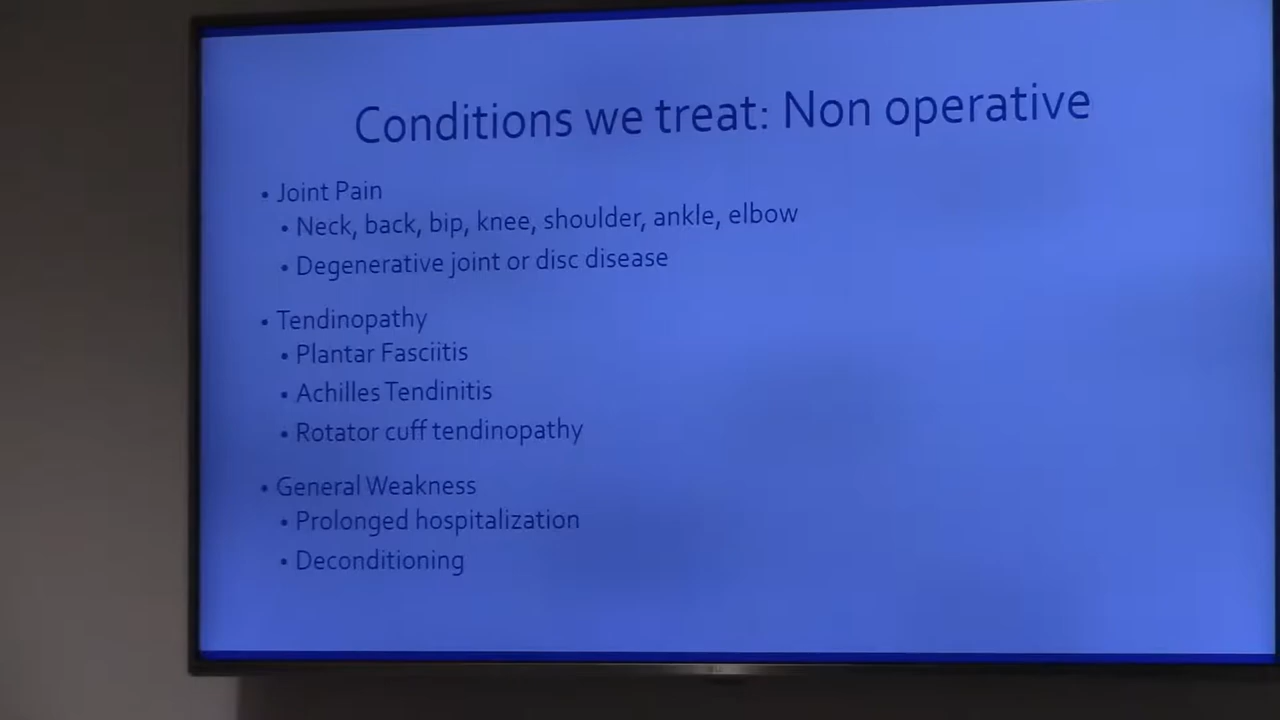 Conditions we treat: Non operative
• Joint Pain
• Neck, back, bip, knee, shoulder, ankle, elbow
• Degenerative joint or disc disease
• Tendinopathy
• Plantar Fasciitis
• Achilles Tendinitis
• Rotator cuff tendinopathy
• General Weakness
• Prolonged hospitalization
• Deconditioning